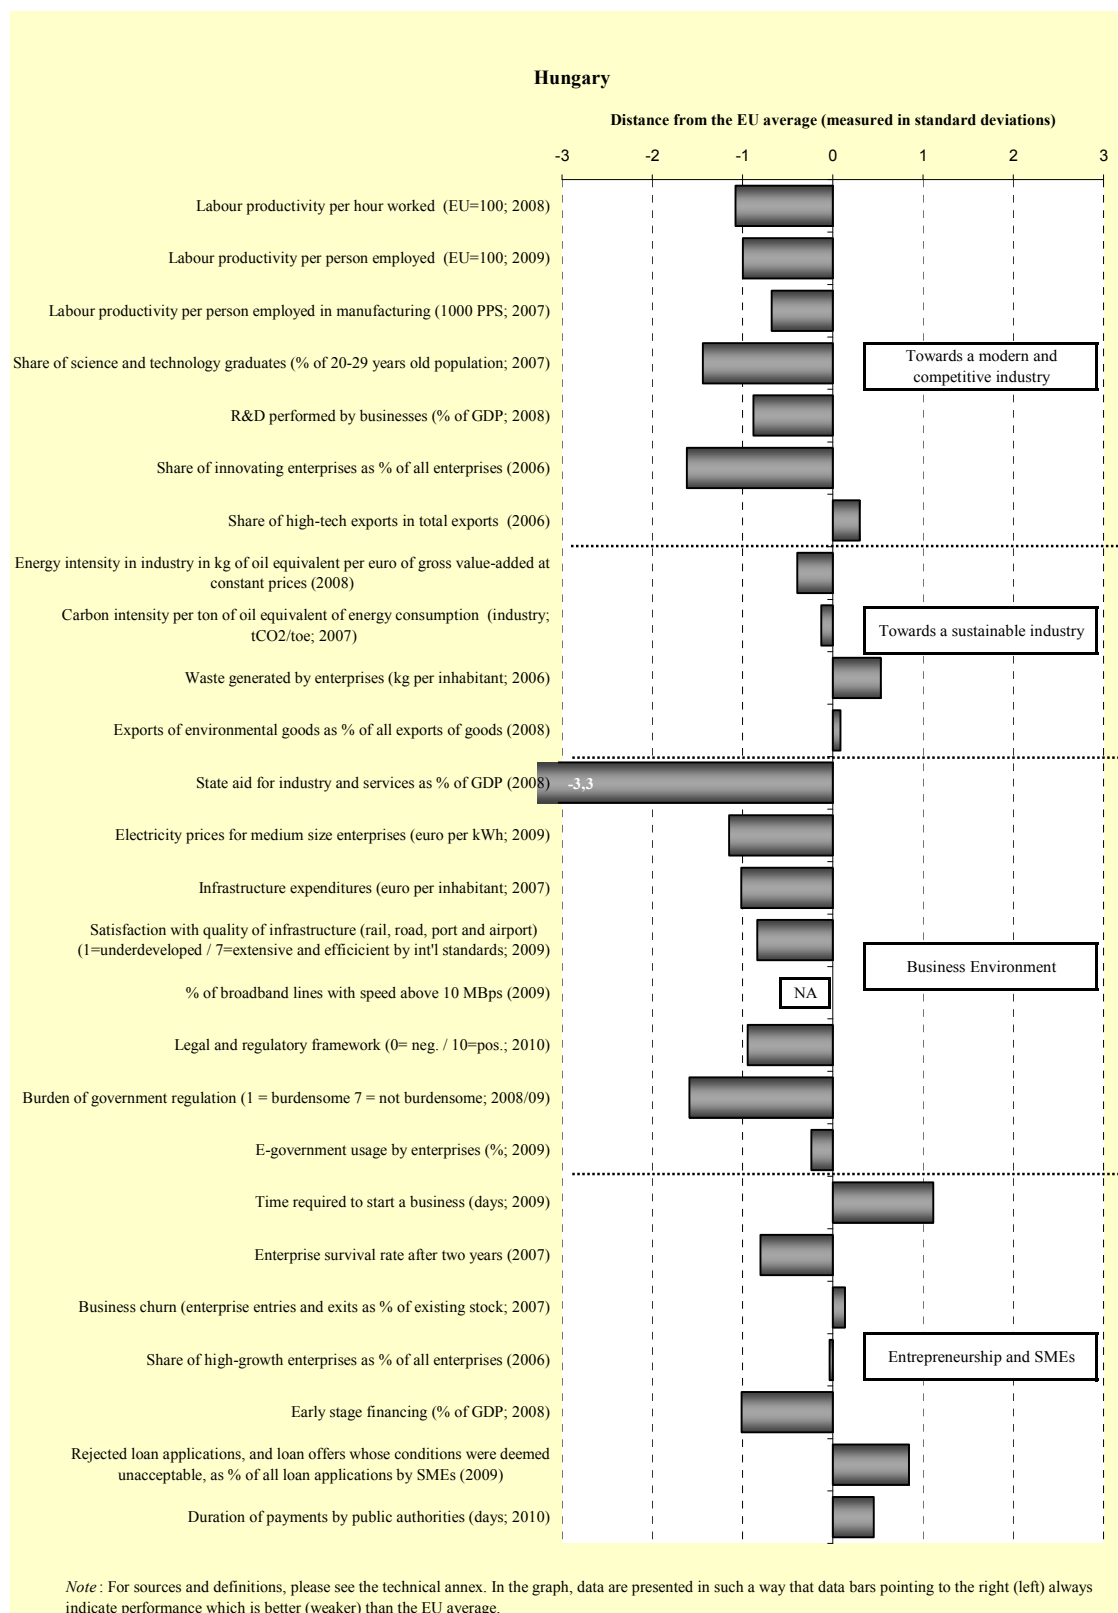 Hungary
Distance from the EU average (measured in standard deviations)
-3 -2 -1 0 1 2 3
Labour productivity per hour worked (EU=100; 2008)
Labour productivity per person employed (EU=100; 2009)
Labour productivity per person employed in manufacturing (1000 PPS; 2007)
Share of science and technology graduates (% of 20-29 years old population; 2007)
Towards a modern and
competitive industry
R&D performed by businesses (% of GDP; 2008)
Share of innovating enterprises as % of all enterprises (2006)
Share of high-tech exports in total exports (2006)
Energy intensity in industry in kg of oil equivalent per euro of gross value-added at
constant prices (2008)
Carbon intensity per ton of oil equivalent of energy consumption (industry;
tCO2/toe; 2007)
Towards a sustainable industry
Waste generated by enterprises (kg per inhabitant; 2006)
Exports of environmental goods as % of all exports of goods (2008)
State aid for industry and services as % of GDP (2008)
-3,3
Electricity prices for medium size enterprises (euro per kWh; 2009)
Infrastructure expenditures (euro per inhabitant; 2007)
Satisfaction with quality of infrastructure (rail, road, port and airport)
(1=underdeveloped / 7=extensive and efficicient by int'l standards; 2009)
Business Environment
% of broadband lines with speed above 10 MBps (2009)
NA
Legal and regulatory framework (0= neg. / 10=pos.; 2010)
Burden of government regulation (1 = burdensome 7 = not burdensome; 2008/09)
E-government usage by enterprises (%; 2009)
Time required to start a business (days; 2009)
Enterprise survival rate after two years (2007)
Business churn (enterprise entries and exits as % of existing stock; 2007)
Share of high-growth enterprises as % of all enterprises (2006)
Entrepreneurship and SMEs
Early stage financing (% of GDP; 2008)
Rejected loan applications, and loan offers whose conditions were deemed
unacceptable, as % of all loan applications by SMEs (2009)
Duration of payments by public authorities (days; 2010)
Note : For sources and definitions, please see the technical annex. In the graph, data are presented in such a way that data bars pointing to the right (left) always
indicate performance which is better (weaker) than the EU average.